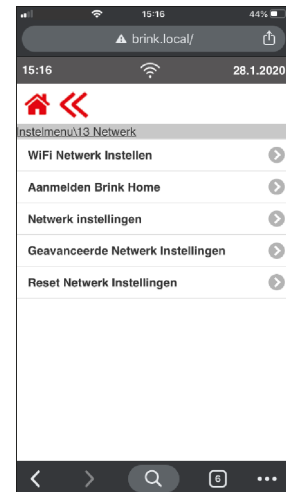 15:16
44%
brink.local/
15:16
28.1.2020
Instelmenu\13 Netwerk
WiFi Netwerk Instellen
Aanmelden Brink Home
Netwerk instellingen
Geavanceerde Netwerk Instellingen
Reset Netwerk Instellingen
6